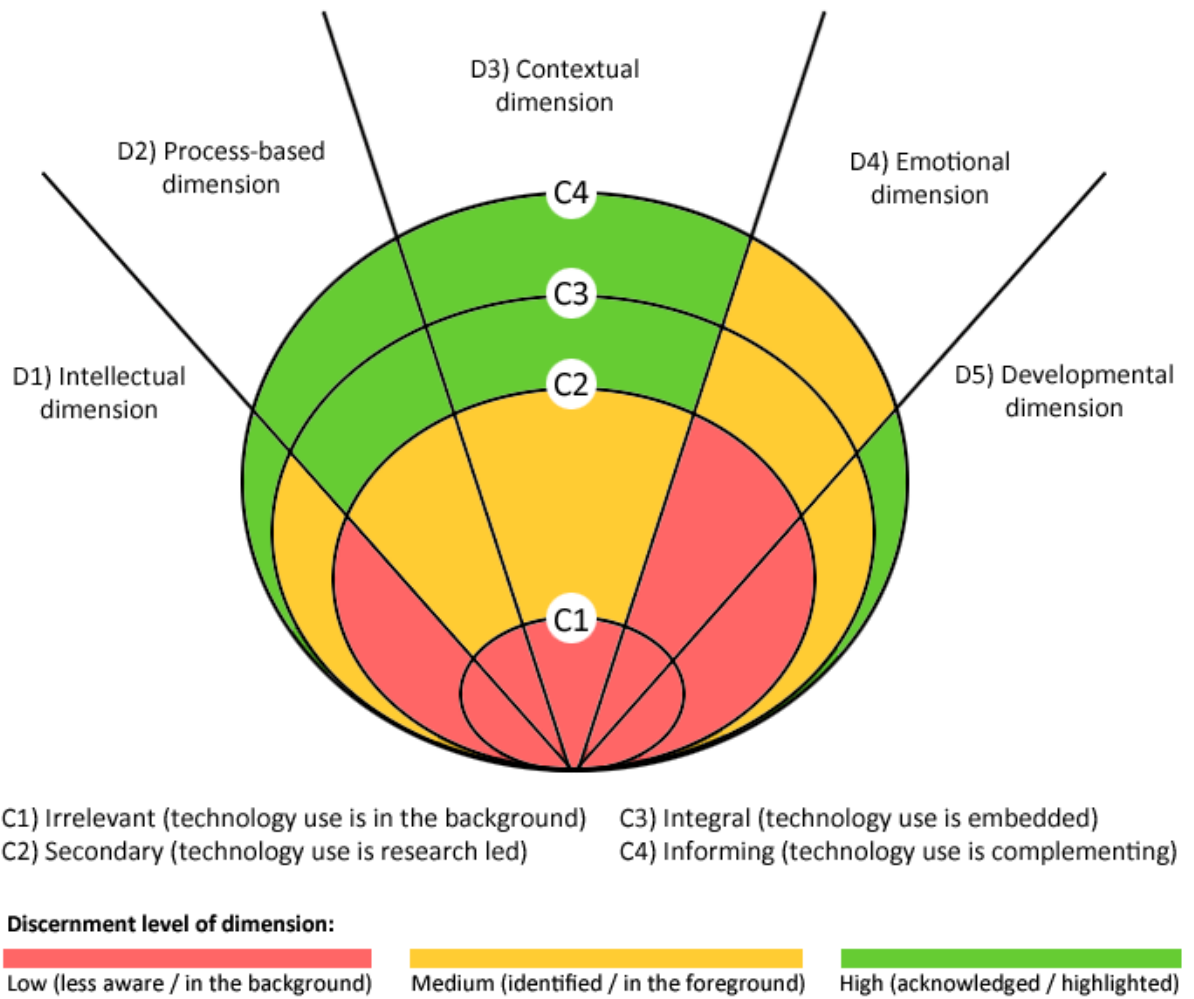 D3) Contextual
dimension
D2) Process-based
dimension
D4) Emotional
dimension
C4
C3
D1) Intellectual
dimension
C2
D5) Developmental
dimension
C1
C1) Irrelevant (technology use is in the background)
C3) Integral (technology use is embedded)
C2) Secondary (technology use is research led)
C4) Informing (technology use is complementing)
Discernment level of dimension:
Low (less aware / in the background)
Medium (identified / in the foreground)
High (acknowledged / highlighted)